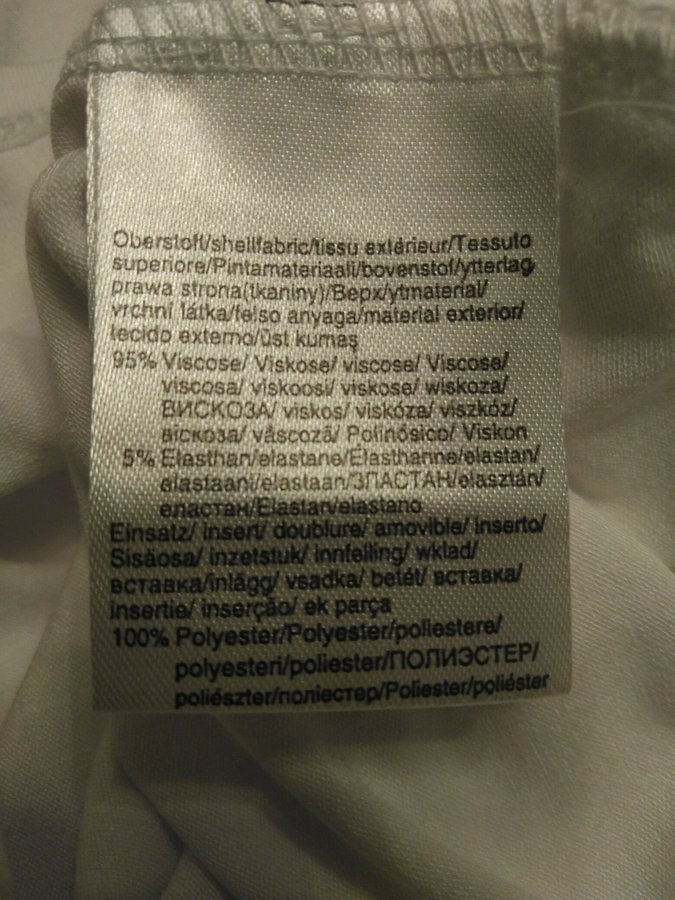 Oberstoff/shellfabric/tissu extérieur/Tessuto
superiore/Pintamateriaali/bovenstof/ytterlag
prawa strona(tkaniny)/Верх/ytmaterial/
vrchní látka/felso anyaga/material exterior/
tecido externo/üst kumaş
95% Viscose/ Viskose/ viscose/ Viscose/
viscosa/ viskoosi/ viskose/ wiskoza/
ВИСКОЗА/ viskos/ viskóza/ viszkóz/
віскоза/ vâscoză/ Polinósico/ Viskon
5% Elasthan/elastane/Elasthanne/elastan/
elastaani/elastaan/ЗЛАСТАН/elasztán/
еластан/Elastan/elastano
Einsatz/ insert/ doublure/ amovible/ inserto/
Sisäosa/ inzetstuk/ innfelling/ wkład/
вставка/inlägg/ vsadka/ betét/ вставка/
insertie/ inserção/ ek parça
100% Polyester/Polyester/poliestere/
polyesteri/poliester/ПОЛИЭСТЕР/
poliészter/поліестер/Poliester/poliéster